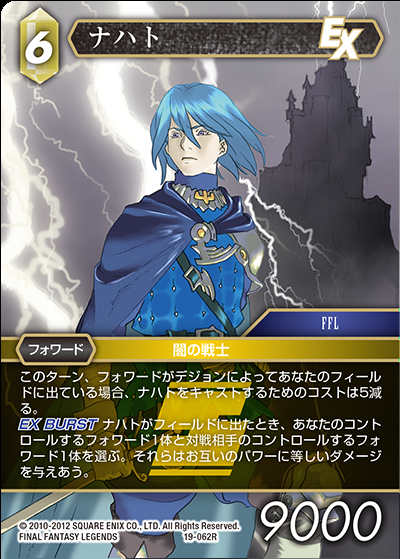 6
ナハト
EX
FFL
フォワード
闇の戦士
このターン、フォワードがデジョンによってあなたのフィール
ドに出ている場合、ナハトをキャストするためのコストは5減
る。
EX BURST ナハトがフィールドに出たとき、あなたのコント
ロールするフォワード1体と対戦相手のコントロールするフォ
ワード1体を選ぶ。それらはお互いのパワーに等しいダメージ
を与えあう。
© 2010-2012 SQUARE ENIX CO., LTD. All Rights Reserved.
FINAL FANTASY LEGENDS 19-062R
9000